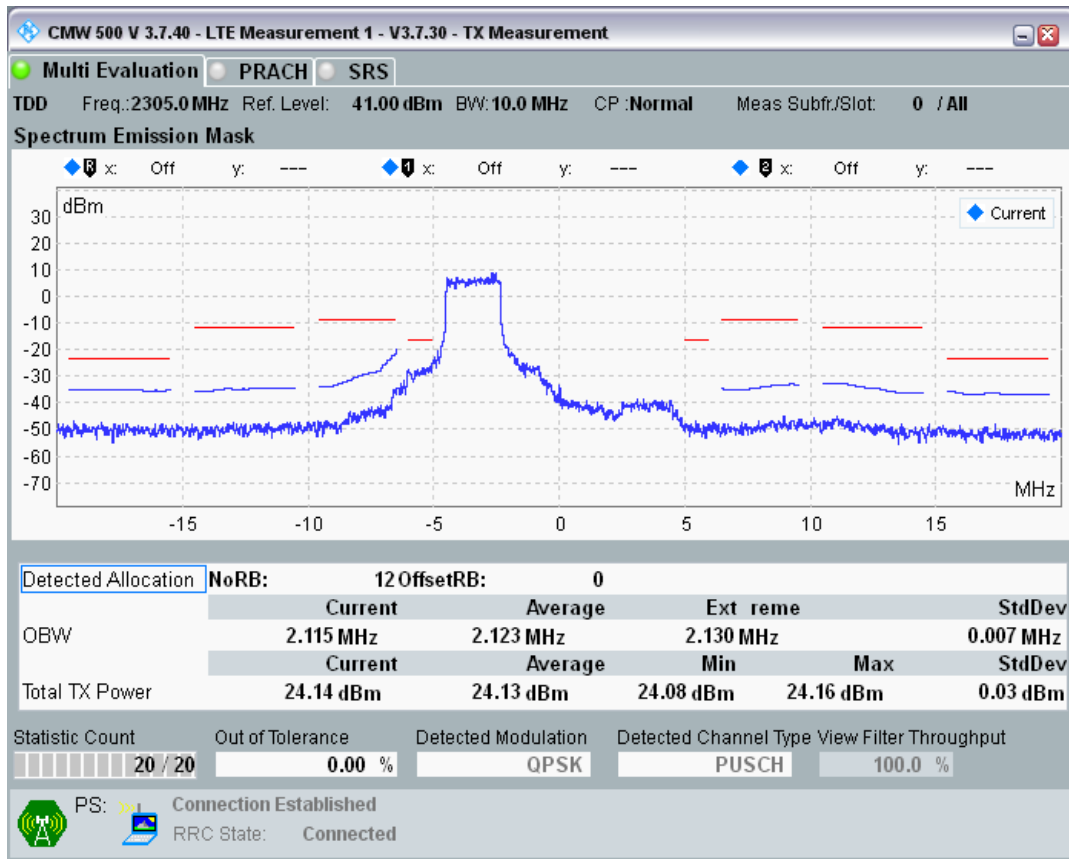 CMW 500 V 3.7.40 - LTE Measurement 1 - V3.7.30 - TX Measurement
Multi Evaluation PRACH SRS
TDD Freq.:2305.0 MHz Ref. Level: 41.00 dBm BW:10.0 MHz CP :Normal Meas Subfr./Slot: 0 / All
Spectrum Emission Mask
R x: Off y: --- 1 x: Off y: --- 2 x: Off y: ---
dBm
Current
30
20
10
0
-10
-20
-30
-40
-50
-60
-70
MHz
-15 -10 -5 0 5 10 15
Detected Allocation NoRB: 12 OffsetRB: 0
Current Average Ext reme StdDev
OBW 2.115 MHz 2.123 MHz 2.130 MHz 0.007 MHz
Current Average Min Max StdDev
Total TX Power 24.14 dBm 24.13 dBm 24.08 dBm 24.16 dBm 0.03 dBm
Statistic Count Out of Tolerance Detected Modulation Detected Channel Type View Filter Throughput
20 / 20 0.00 % QPSK PUSCH 100.0 %
PS: Connection Established
RRC State: Connected